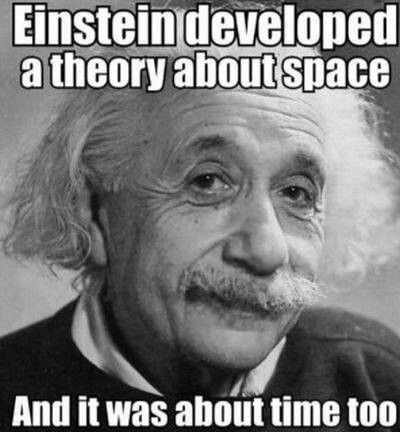 Einstein developed
a theory about space
And it was about time too